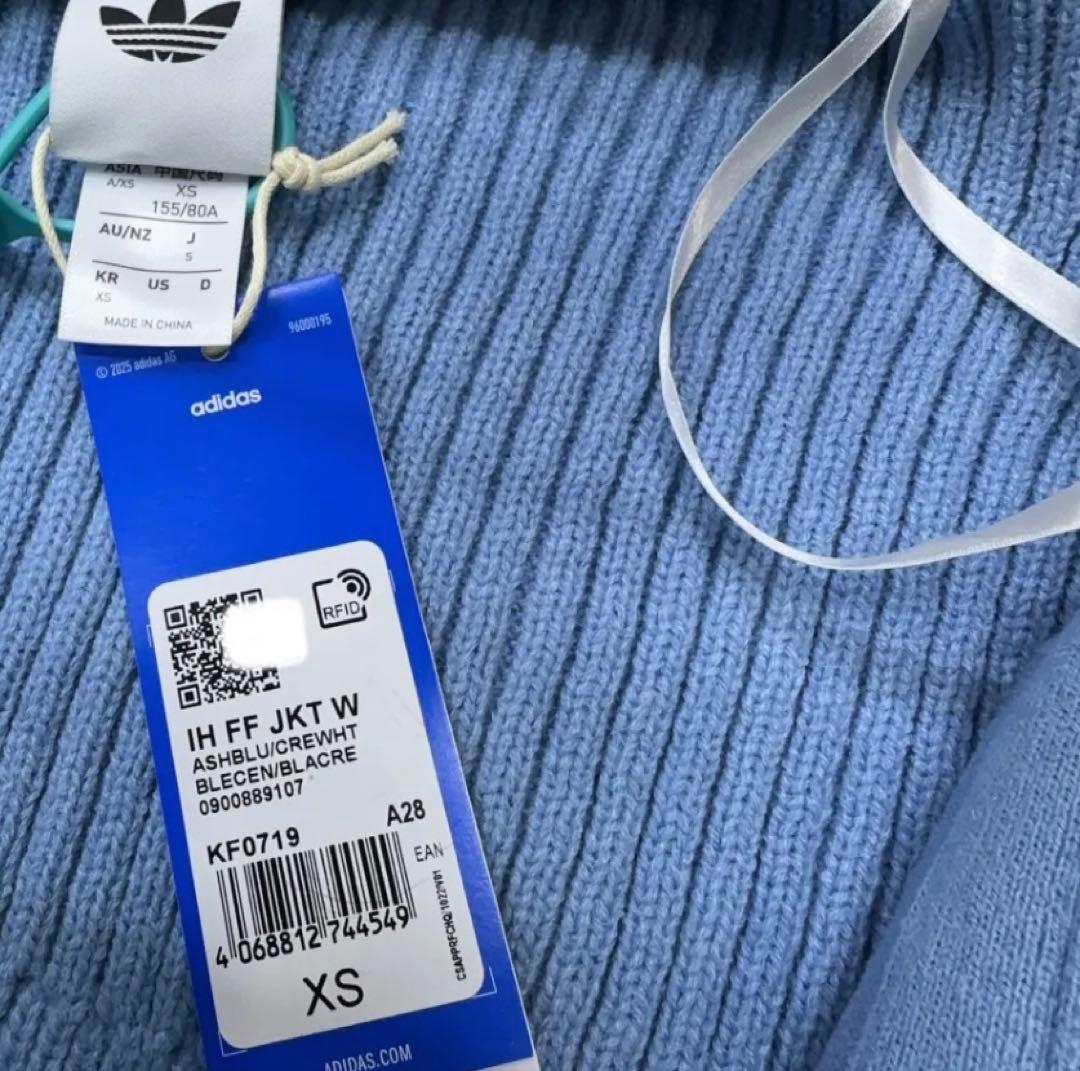 ASIA 中国尺码
A/XS XS
155/80A
AU/NZ J
S
KR US D
XS
MADE IN CHINA
© 2025 adidas AG
96000195
adidas
RFID
IH FF JKT W
ASHBLU/CREWHT
BLECEN/BLACRE
0900889107
KF0719
A28
EAN
4 068812 744549
XS
ADIDAS.COM